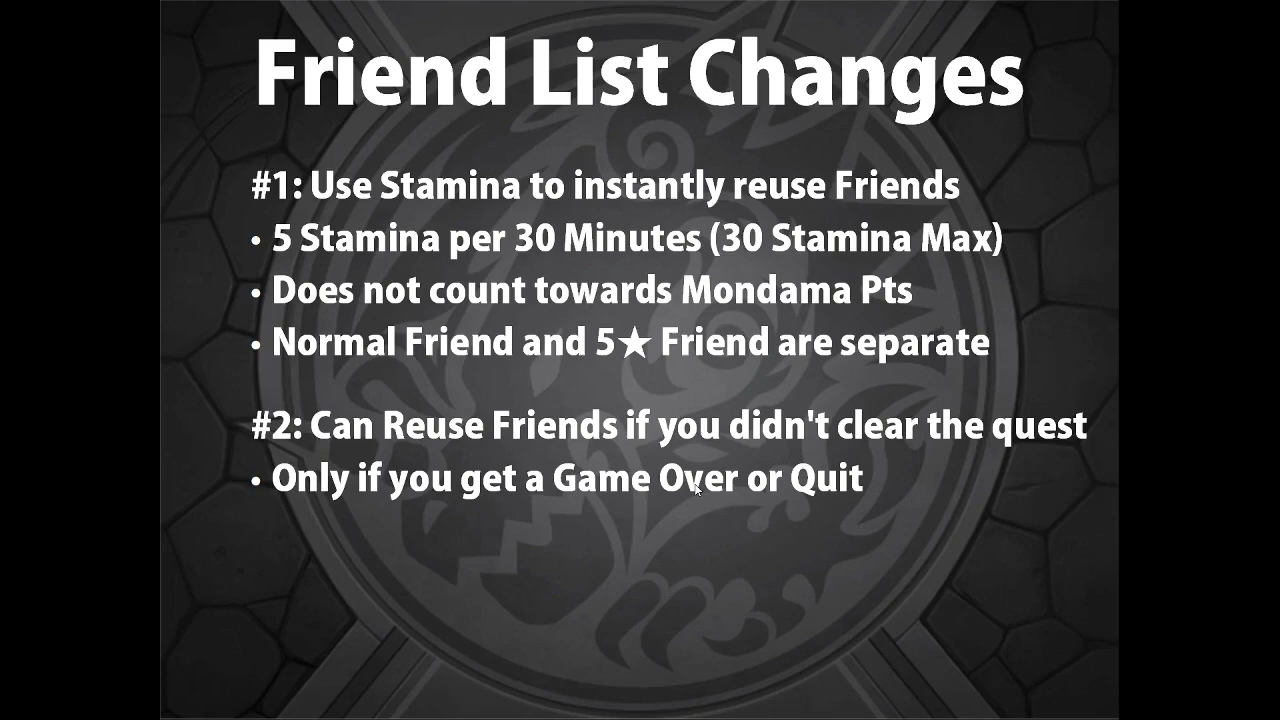 Friend List Changes
#1: Use Stamina to instantly reuse Friends
• 5 Stamina per 30 Minutes (30 Stamina Max)
• Does not count towards Mondama Pts
• Normal Friend and 5★ Friend are separate
#2: Can Reuse Friends if you didn't clear the quest
• Only if you get a Game Over or Quit